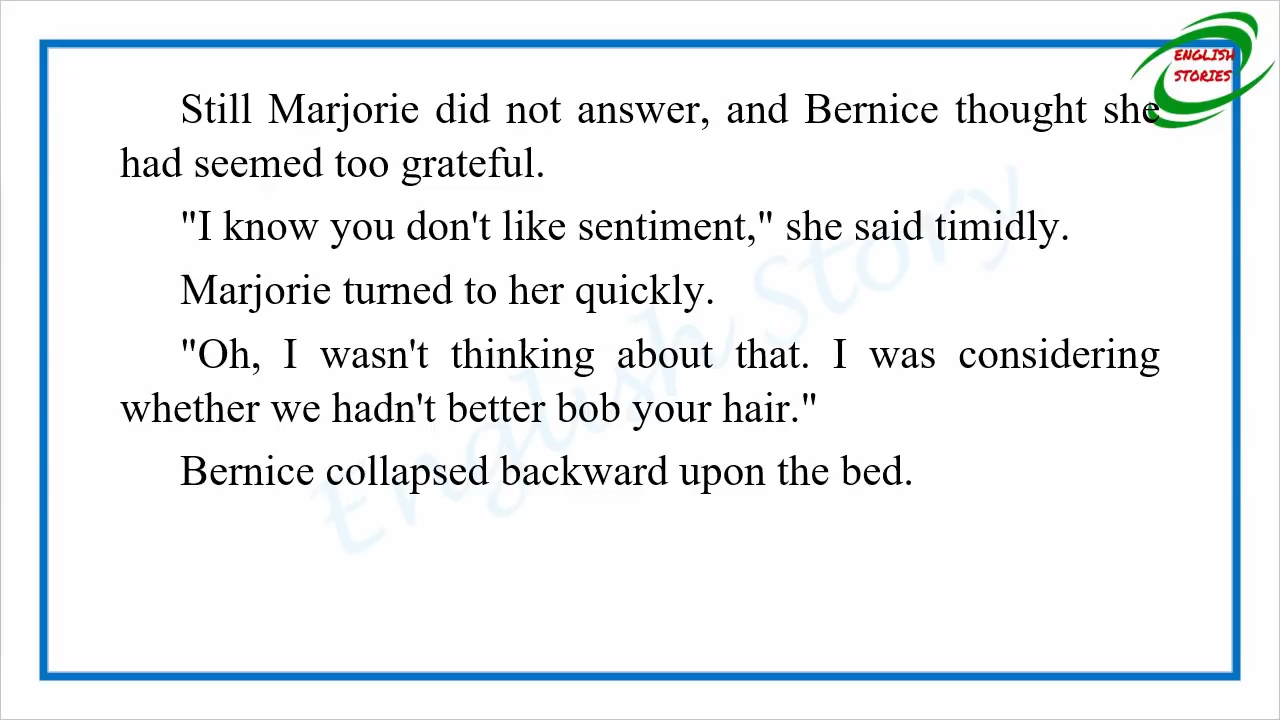 ENGLISH
STORIES
Still Marjorie did not answer, and Bernice thought she
had seemed too grateful.
"I know you don't like sentiment," she said timidly.
Marjorie turned to her quickly.
"Oh, I wasn't thinking about that. I was considering
whether we hadn't better bob your hair."
Bernice collapsed backward upon the bed.
English Story